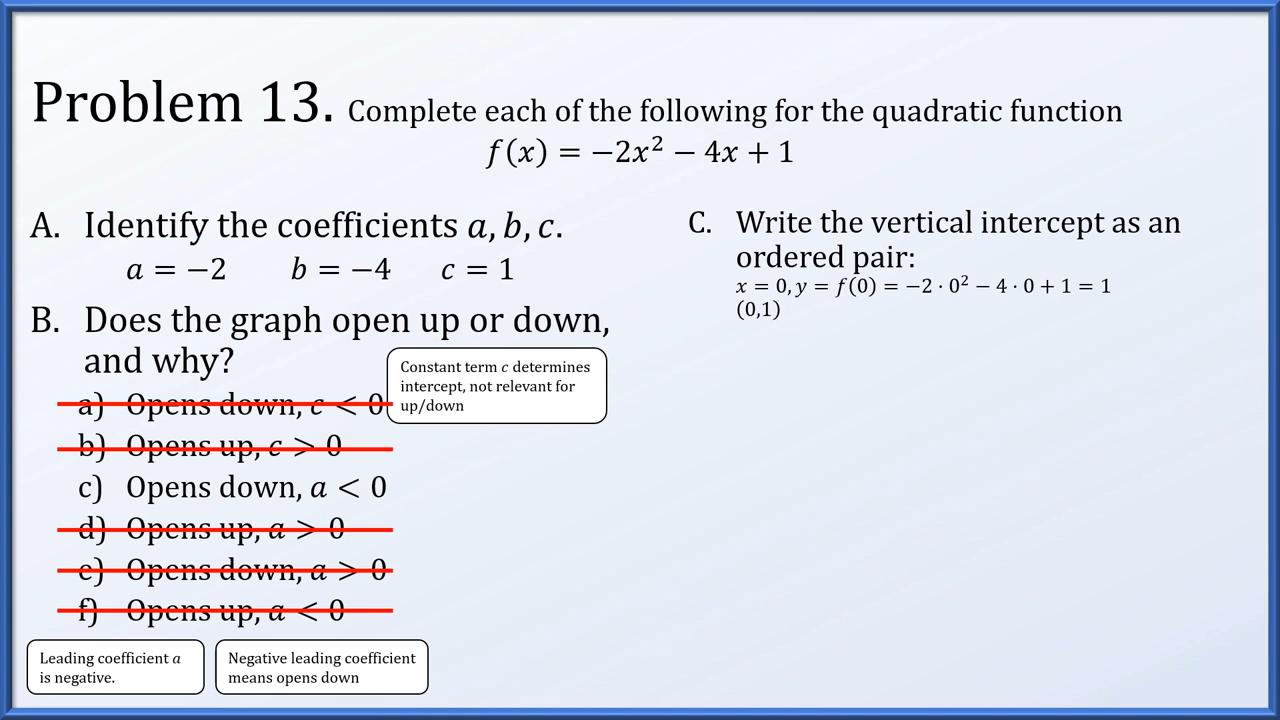 Problem 13. Complete each of the following for the quadratic function
f(x) = −2x² − 4x + 1
A. Identify the coefficients a, b, c.
a = −2 b = −4 c = 1
B. Does the graph open up or down,
and why?
a) Opens down, c < 0
b) Opens up, c > 0
c) Opens down, a < 0
d) Opens up, a > 0
e) Opens down, a > 0
f) Opens up, a < 0
Constant term c determines
intercept, not relevant for
up/down
Leading coefficient a
is negative.
Negative leading coefficient
means opens down
C. Write the vertical intercept as an
ordered pair:
x = 0, y = f(0) = −2 · 0² − 4 · 0 + 1 = 1
(0,1)